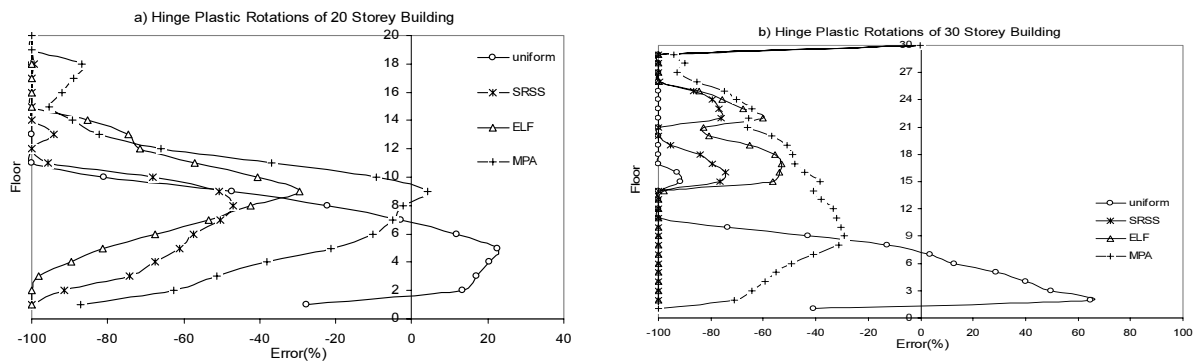 a) Hinge Plastic Rotations of 20 Storey Building
20
18
16
14
12
10
8
6
4
2
0
Floor
-100
-80
-60
-40
-20
0
20
40
Error(%)
uniform
SRSS
ELF
MPA
b) Hinge Plastic Rotations of 30 Storey Building
30
27
24
21
18
15
12
9
6
3
0
Floor
-100
-80
-60
-40
-20
0
20
40
60
80
100
Error(%)
uniform
SRSS
ELF
MPA